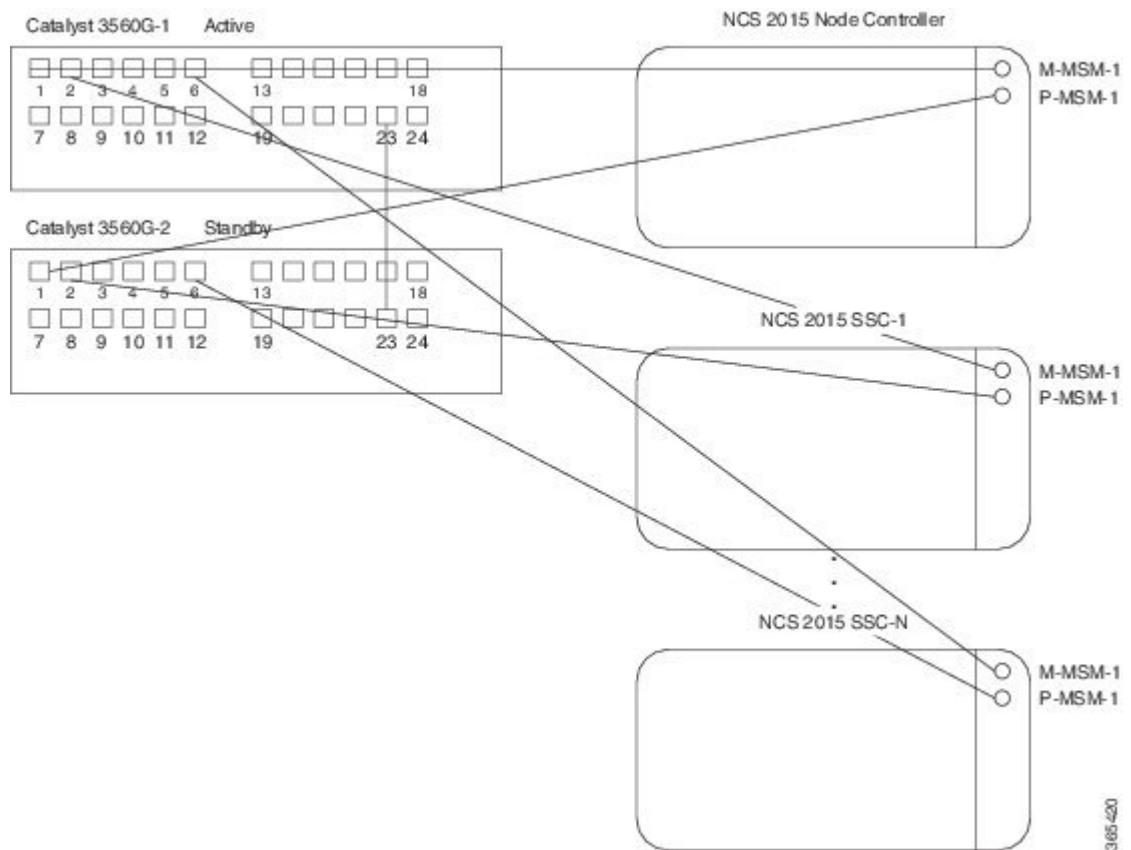 Catalyst 3560G-1 Active
1 2 3 4 5 6 13 18
7 8 9 10 11 12 19 23 24
Catalyst 3560G-2 Standby
1 2 3 4 5 6 13 18
7 8 9 10 11 12 19 23 24
NCS 2015 Node Controller
M-MSM-1
P-MSM-1
NCS 2015 SSC-1
M-MSM-1
P-MSM-1
NCS 2015 SSC-N
M-MSM-1
P-MSM-1
365420